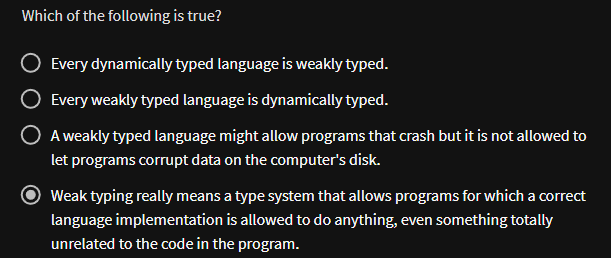 Which of the following is true?
Every dynamically typed language is weakly typed.
Every weakly typed language is dynamically typed.
A weakly typed language might allow programs that crash but it is not allowed to
let programs corrupt data on the computer's disk.
Weak typing really means a type system that allows programs for which a correct
language implementation is allowed to do anything, even something totally
unrelated to the code in the program.